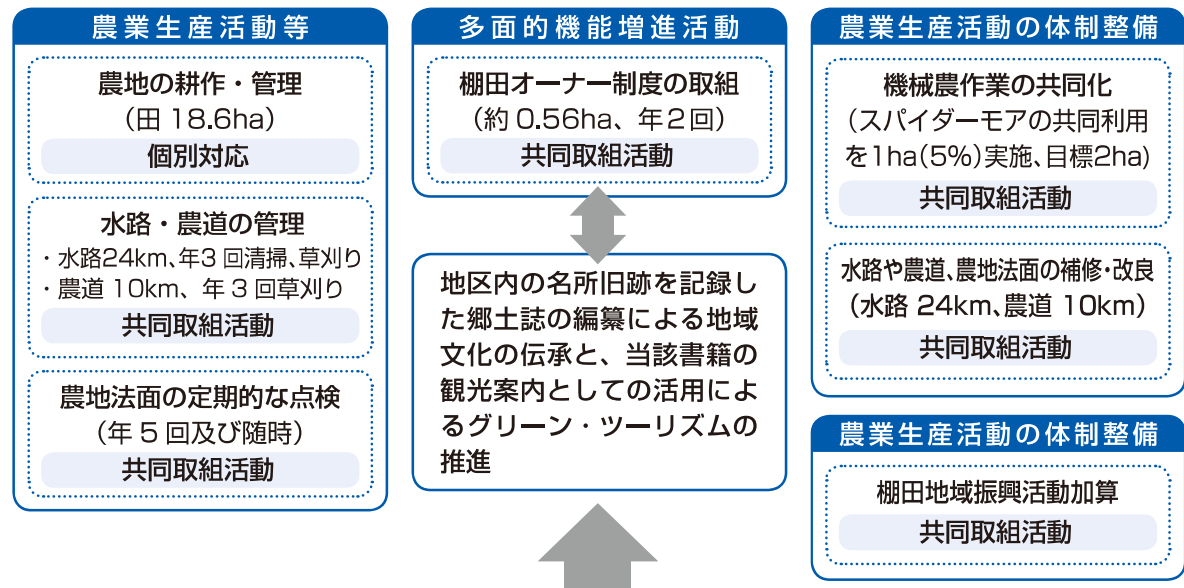 農業生産活動等
農地の耕作・管理
(田 18.6ha)
個別対応
水路・農道の管理
・水路24km、年3 回清掃、草刈り
・農道 10km、年 3 回草刈り
共同取組活動
農地法面の定期的な点検
(年 5 回及び随時)
共同取組活動
多面的機能増進活動
棚田オーナー制度の取組
(約 0.56ha、年2回)
共同取組活動
地区内の名所旧跡を記録し
た郷土誌の編纂による地域
文化の伝承と、当該書籍の
観光案内としての活用によ
るグリーン・ツーリズムの
推進
農業生産活動の体制整備
機械農作業の共同化
(スパイダーモアの共同利用
を1ha(5%)実施、目標2ha)
共同取組活動
水路や農道、農地法面の補修・改良
(水路 24km、農道 10km)
共同取組活動
農業生産活動の体制整備
棚田地域振興活動加算
共同取組活動